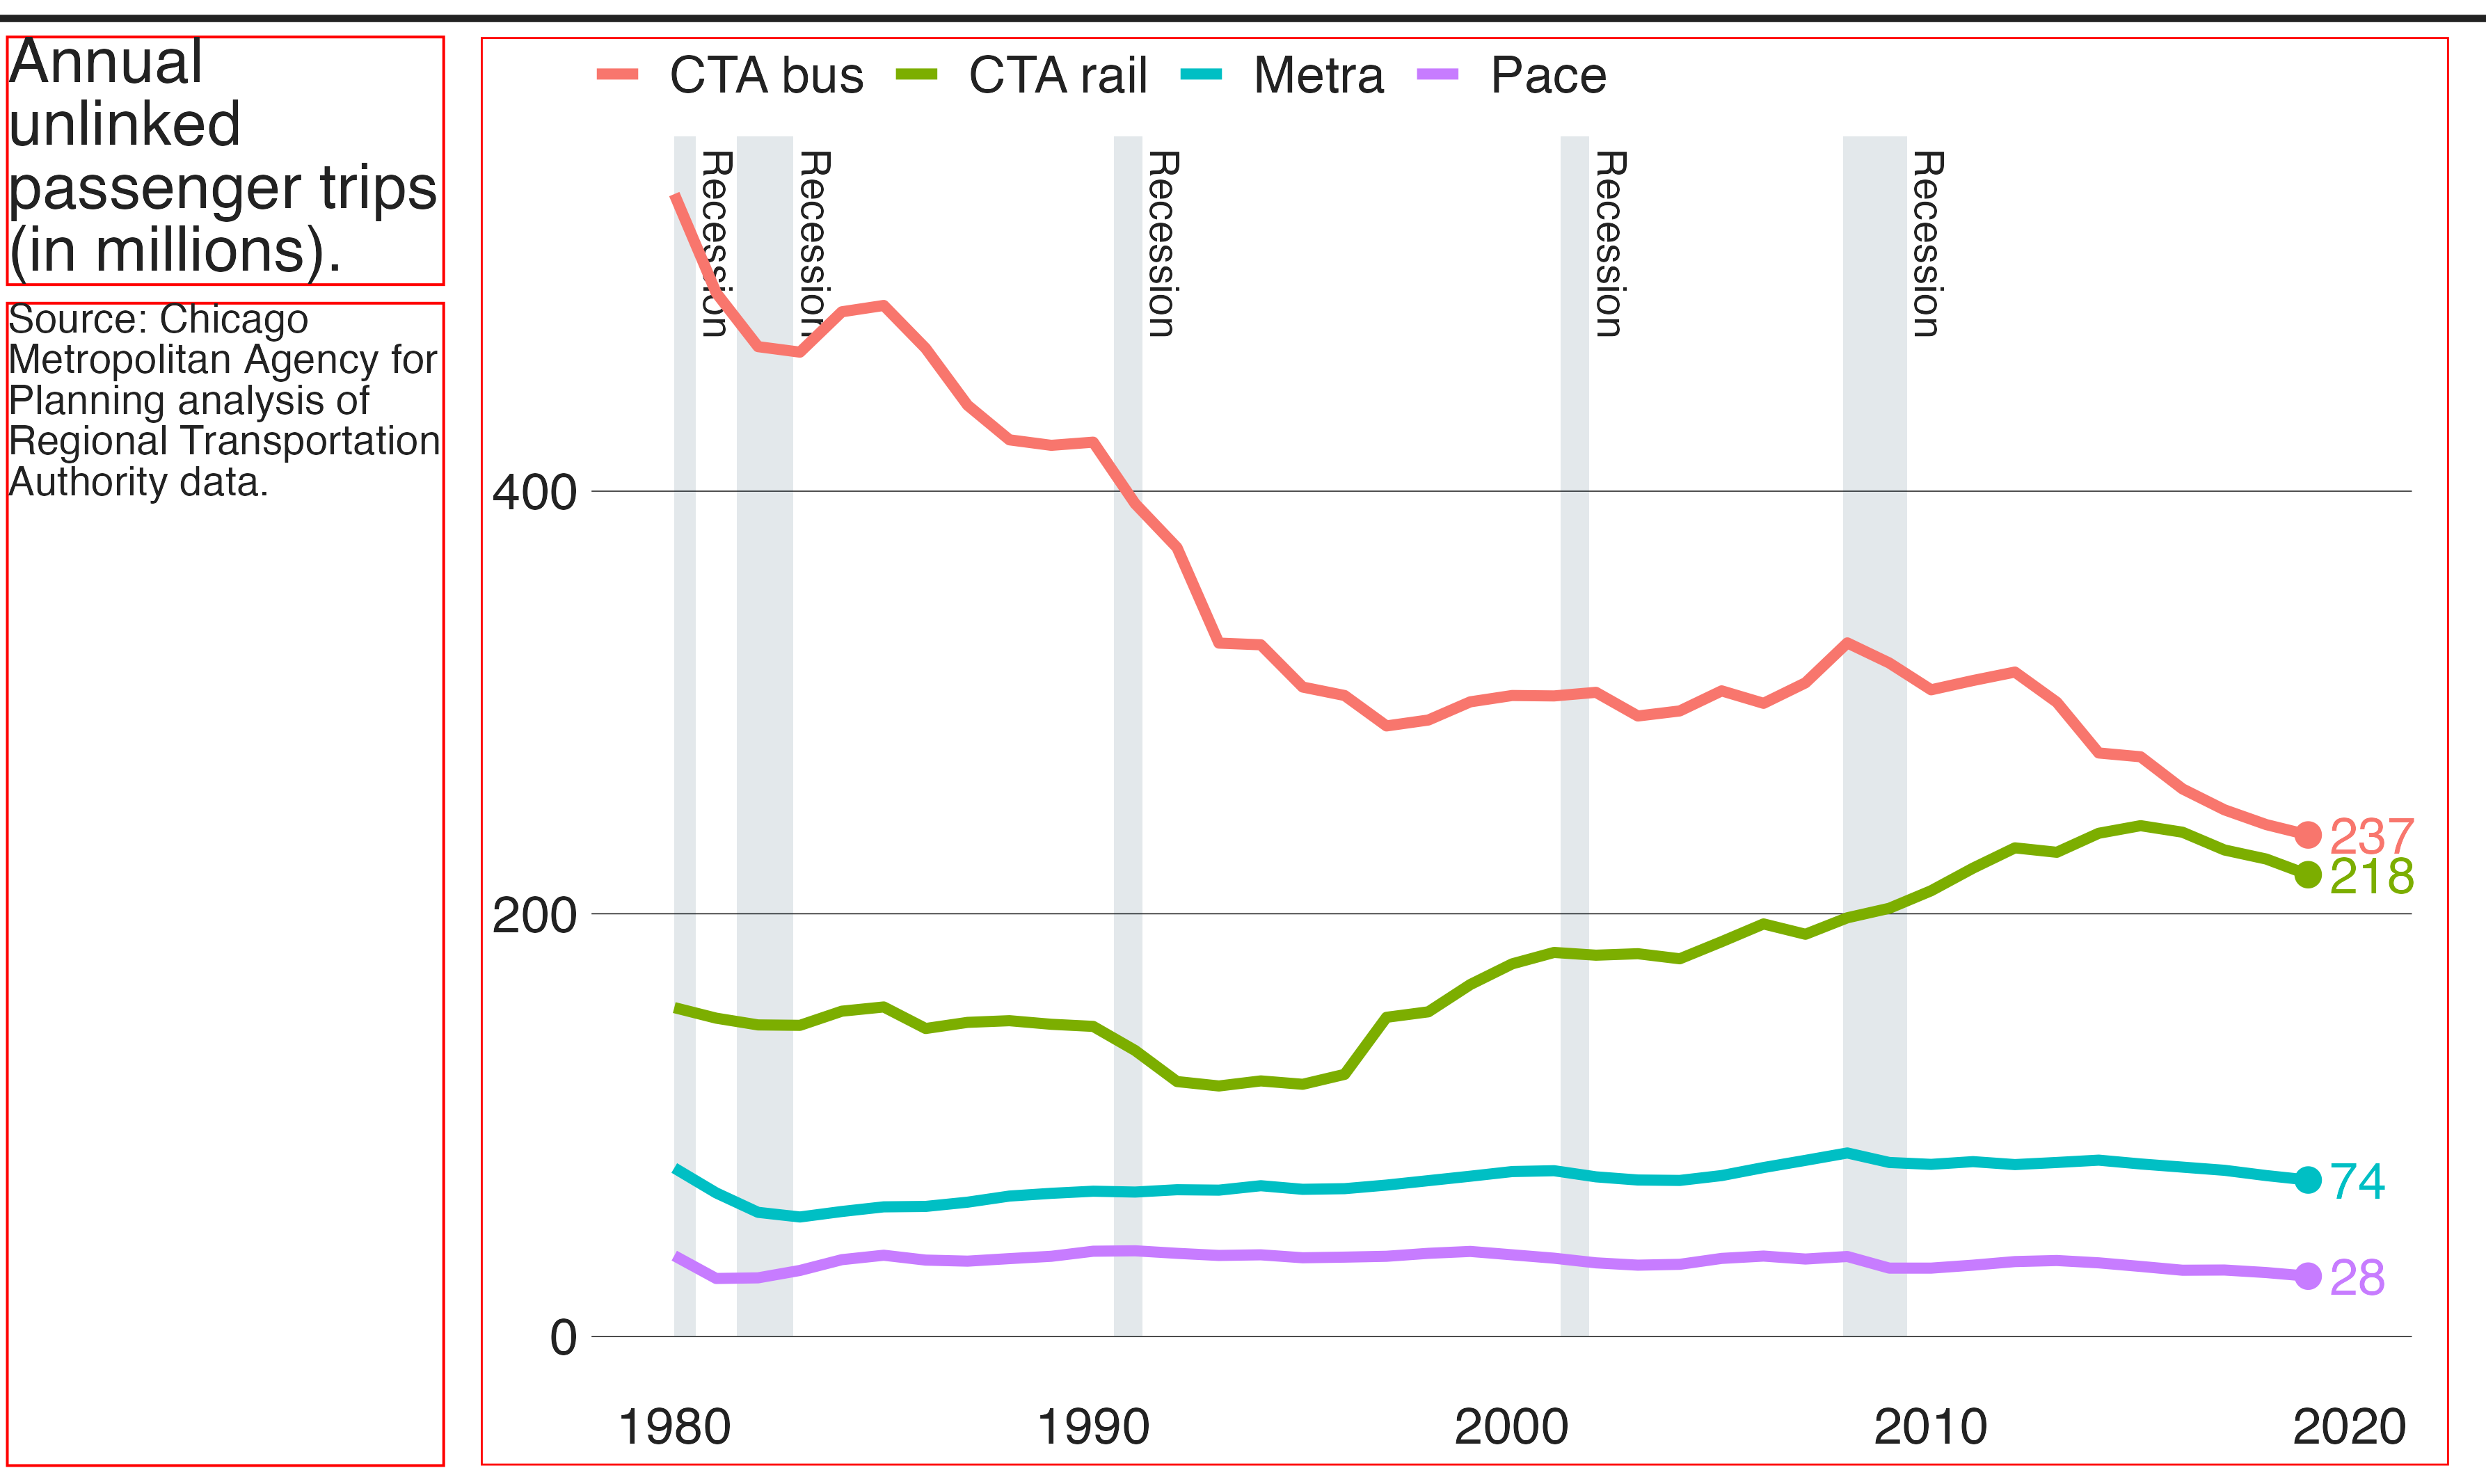 Annual
unlinked
passenger trips
(in millions).
Source: Chicago
Metropolitan Agency for
Planning analysis of
Regional Transportation
Authority data.
CTA bus CTA rail Metra Pace
Recession Recession Recession Recession Recession
400
200
0
237
218
74
28
1980 1990 2000 2010 2020